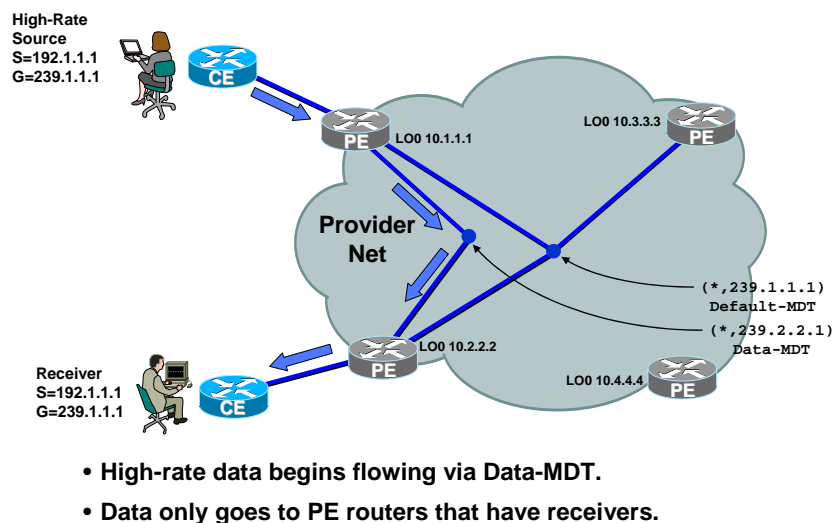 High-Rate
Source
S=192.1.1.1
G=239.1.1.1
CE
PE
LO0 10.1.1.1
LO0 10.3.3.3
PE
Provider
Net
(*,239.1.1.1)
Default-MDT
(*,239.2.2.1)
Data-MDT
Receiver
S=192.1.1.1
G=239.1.1.1
CE
PE
LO0 10.2.2.2
LO0 10.4.4.4
PE
• High-rate data begins flowing via Data-MDT.
• Data only goes to PE routers that have receivers.